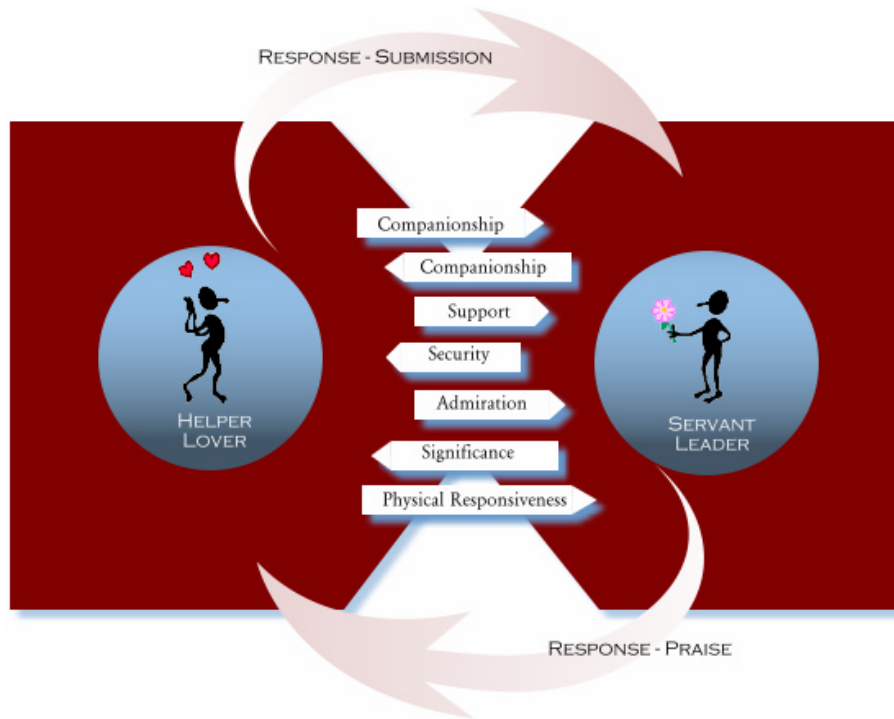 RESPONSE - SUBMISSION
Companionship
Companionship
Support
Security
Admiration
Significance
Physical Responsiveness
HELPER
LOVER
SERVANT
LEADER
RESPONSE - PRAISE